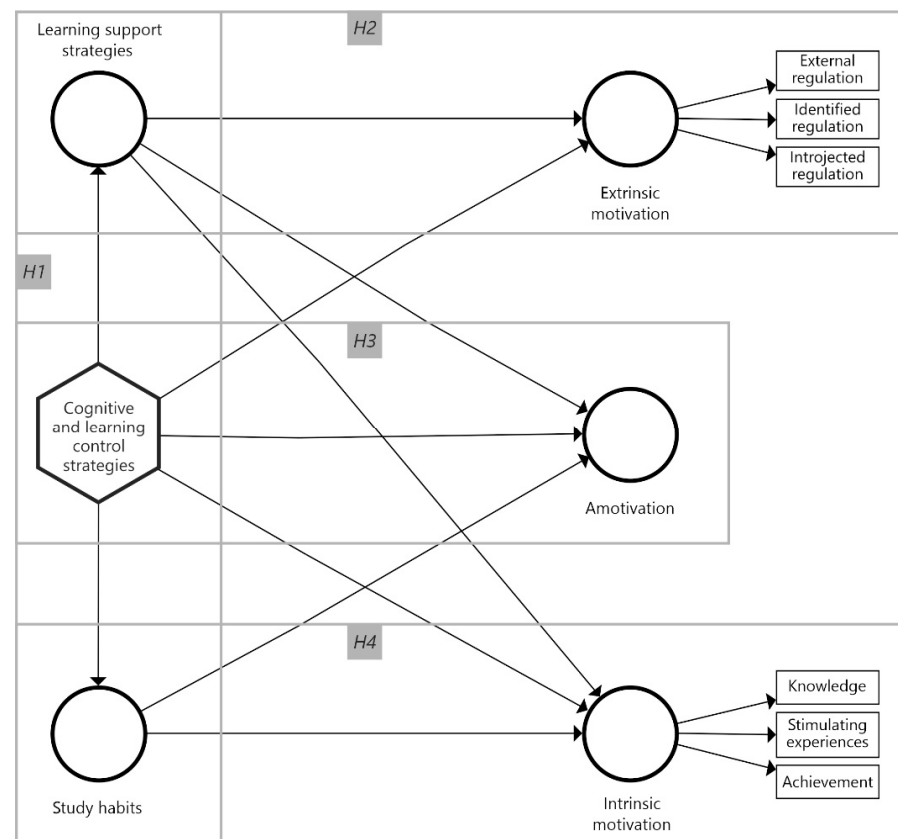 Learning support
strategies
H2
External
regulation
Identified
regulation
Introjected
regulation
Extrinsic
motivation
H1
H3
Cognitive
and learning
control
strategies
Amotivation
H4
Knowledge
Stimulating
experiences
Achievement
Study habits
Intrinsic
motivation